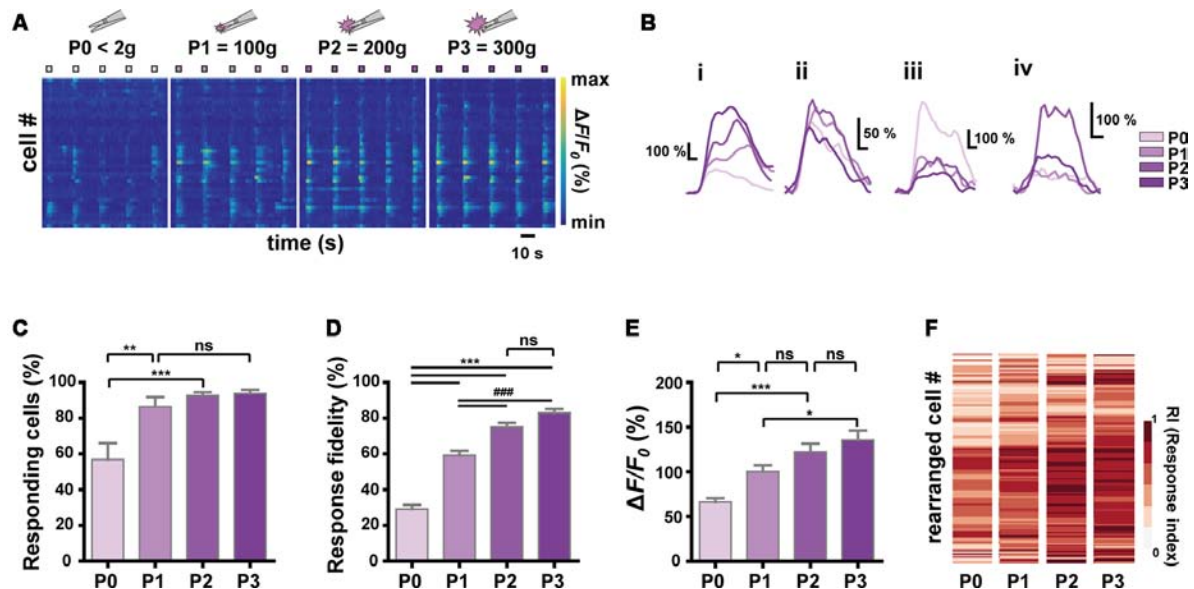 A
P0 < 2g P1 = 100g P2 = 200g P3 = 300g
cell #
max
ΔF/F0 (%)
min
time (s)
10 s
B
i ii iii iv
100 %
50 %
100 %
100 %
P0
P1
P2
P3
C
Responding cells (%)
** ns
***
100
80
60
40
20
0
P0 P1 P2 P3
D
Response fidelity (%)
ns
***
###
100
80
60
40
20
0
P0 P1 P2 P3
E
ΔF/F0 (%)
* ns ns
***
*
200
150
100
50
0
P0 P1 P2 P3
F
rearranged cell #
P0 P1 P2 P3
1
0
RI (Response index)